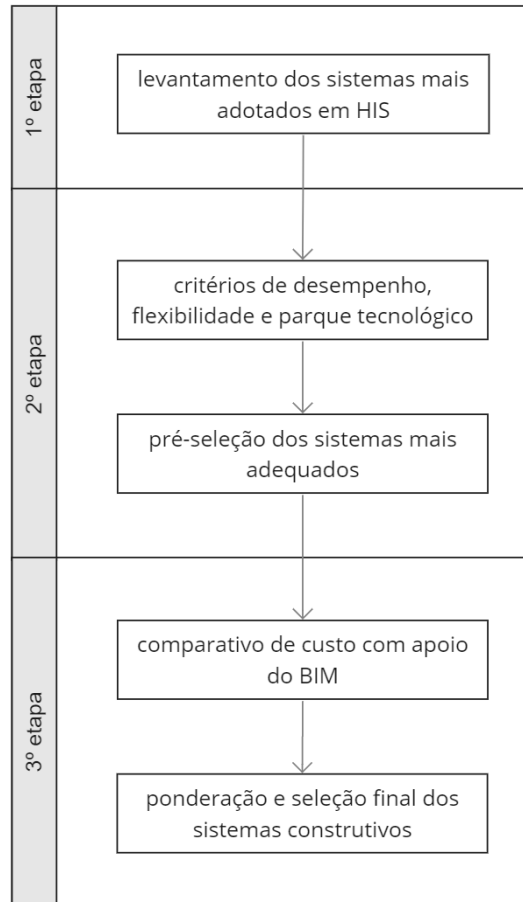 1º etapa
levantamento dos sistemas mais
adotados em HIS
2º etapa
critérios de desempenho,
flexibilidade e parque tecnológico
pré-seleção dos sistemas mais
adequados
3º etapa
comparativo de custo com apoio
do BIM
ponderação e seleção final dos
sistemas construtivos